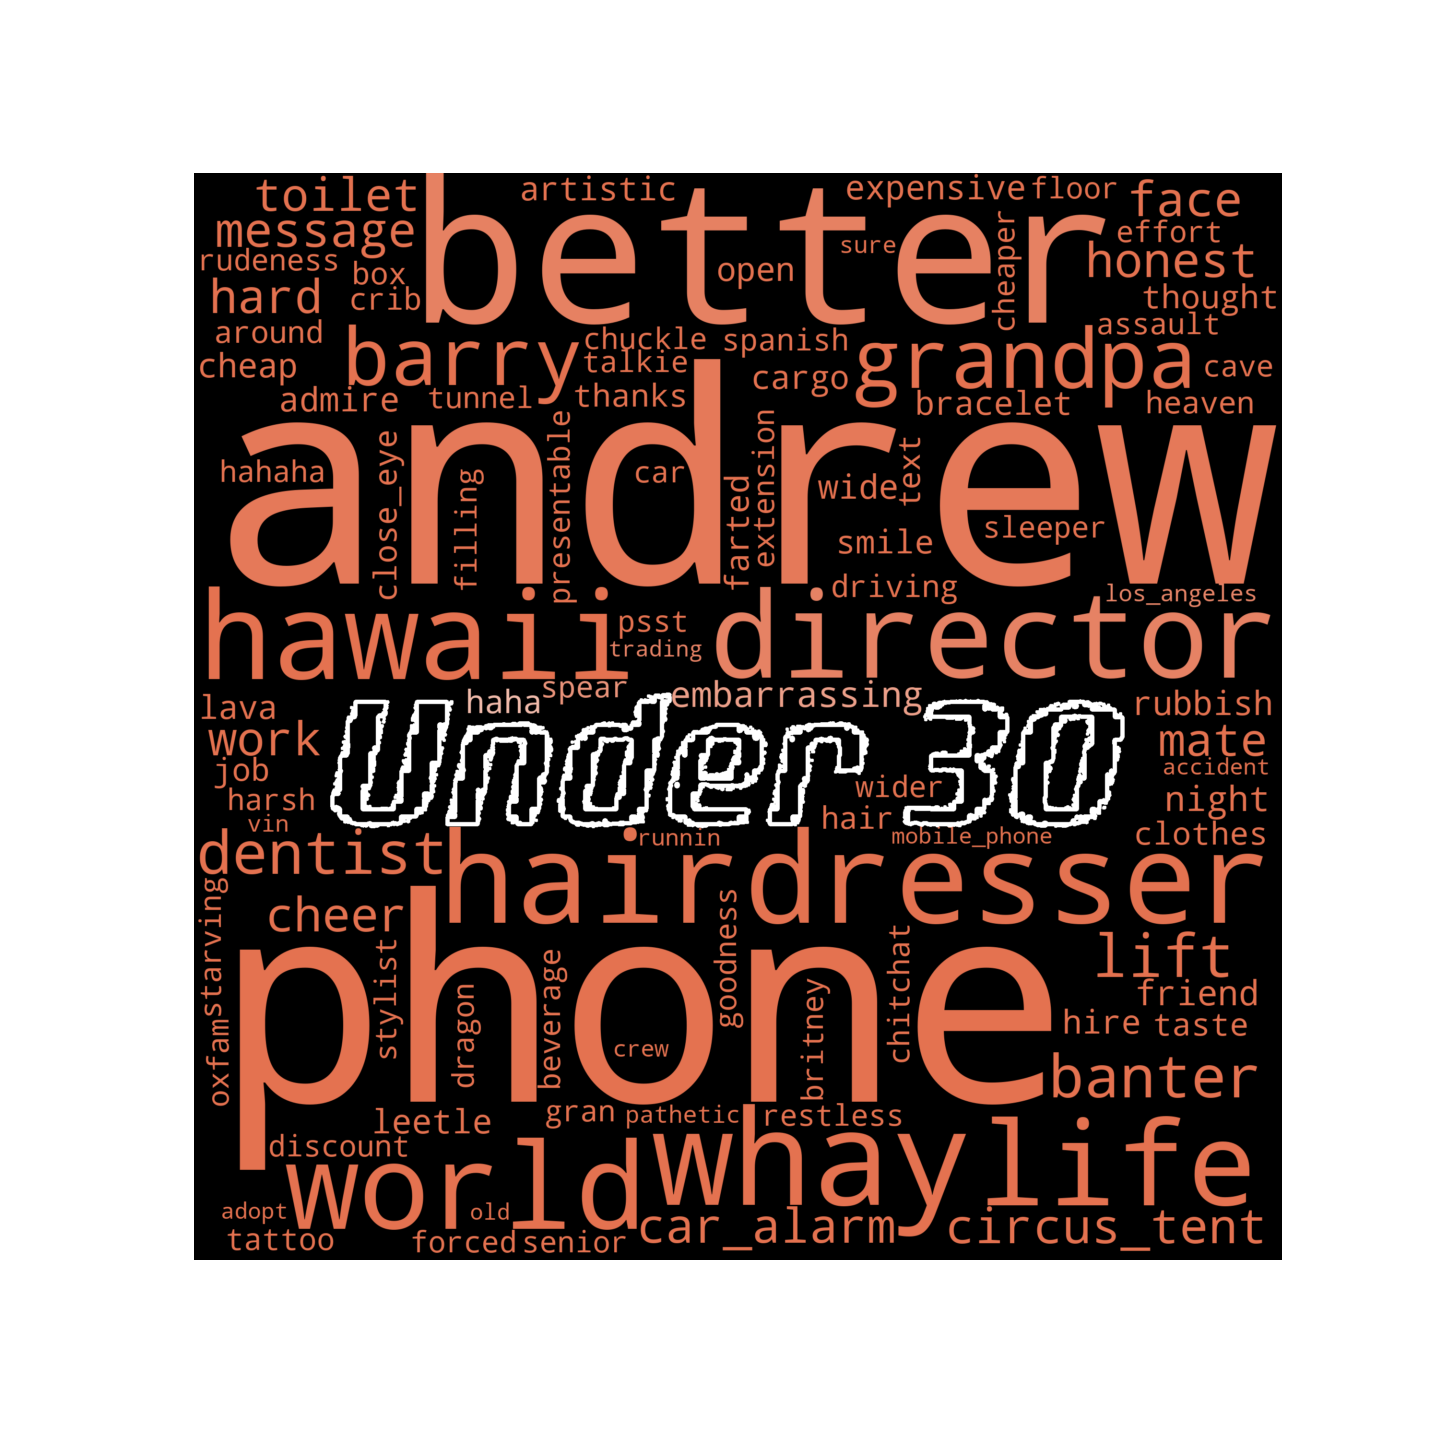 toilet better artistic expensive floor face
message sure cheaper effort
rudeness box open honest
hard crib thought
around barry chuckle spanish grandpa assault
cheap talkie cargo cave
admire tunnel thanks bracelet heaven
andrew
hahaha close_eye filling presentable car farted extension wide text sleeper
smile
driving los_angeles
hawaii psst director
trading
lava haha spear embarrassing rubbish
work Under 30 mate
job accident
harsh wider night
vin hair
dentist runnin mobile_phone clothes
hairdresser
cheer starving stylist goodness chitchat lift
phone friend
oxfam dragon beverage crew britney hire taste
banter
leetle gran pathetic restless
discount whay life
world
adopt old car_alarm circus_tent
tattoo forced senior